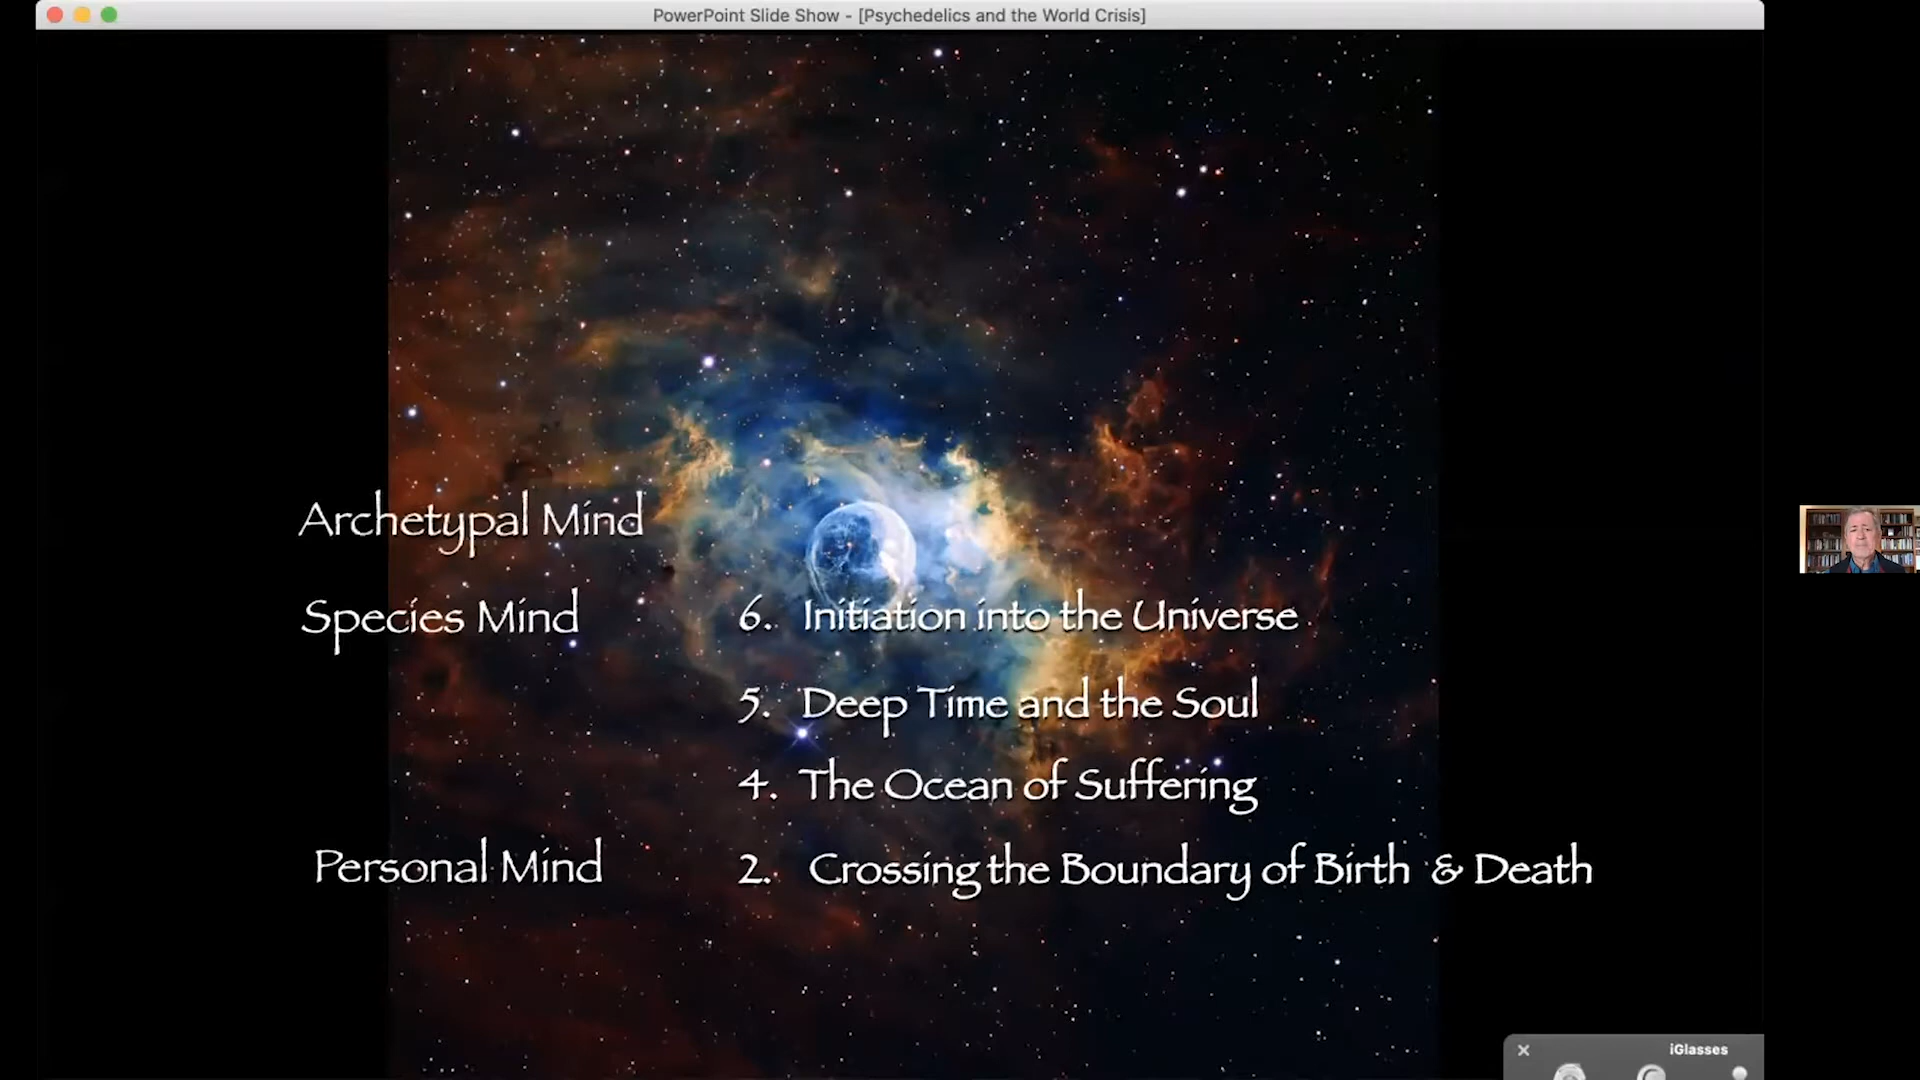 PowerPoint Slide Show - [Psychedelics and the World Crisis]
Archetypal Mind
Species Mind 6. Initiation into the Universe
5. Deep Time and the Soul
4. The Ocean of Suffering
Personal Mind 2. Crossing the Boundary of Birth & Death
iGlasses